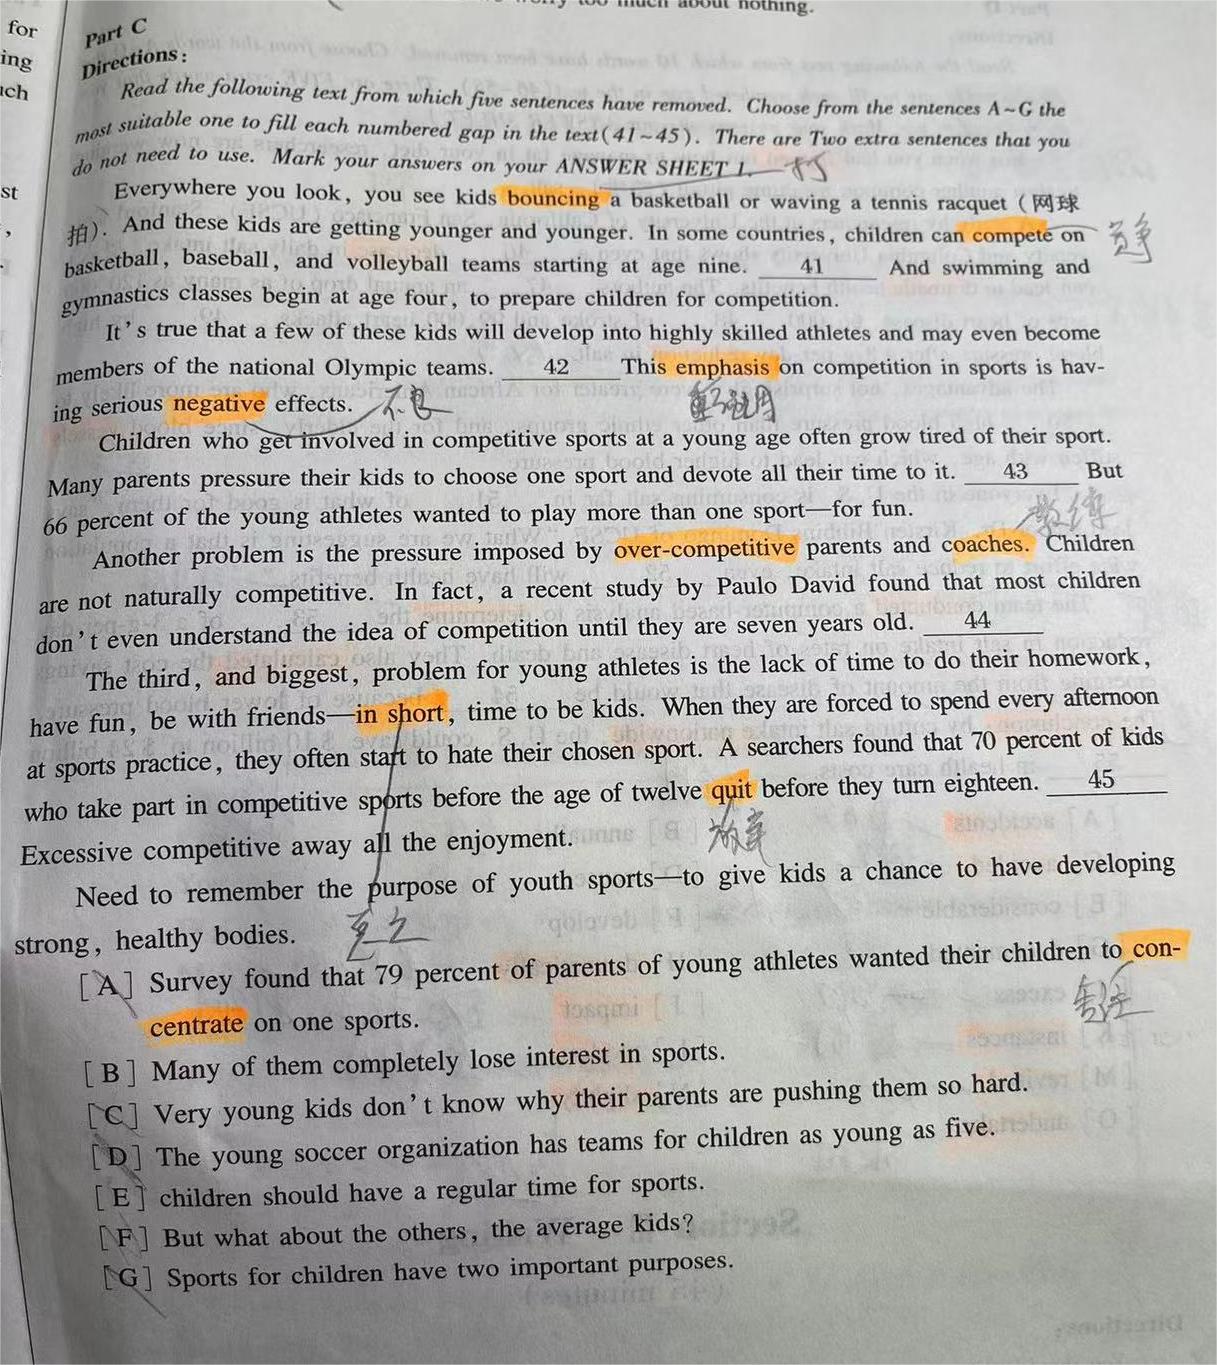 too much about nothing.
for
ing
uch
st
,
Part C
Directions:
Read the following text from which five sentences have removed. Choose from the sentences A~G the
most suitable one to fill each numbered gap in the text(41~45). There are Two extra sentences that you
do not need to use. Mark your answers on your ANSWER SHEET 1.
Everywhere you look, you see kids bouncing a basketball or waving a tennis racquet (网球
拍). And these kids are getting younger and younger. In some countries, children can compete on
竞争
basketball, baseball, and volleyball teams starting at age nine. 41 And swimming and
gymnastics classes begin at age four, to prepare children for competition.
It's true that a few of these kids will develop into highly skilled athletes and may even become
members of the national Olympic teams. 42 This emphasis on competition in sports is hav-
ing serious negative effects. 不良
Children who get involved in competitive sports at a young age often grow tired of their sport.
Many parents pressure their kids to choose one sport and devote all their time to it. 43 But
66 percent of the young athletes wanted to play more than one sport—for fun.
教练
Another problem is the pressure imposed by over-competitive parents and coaches. Children
are not naturally competitive. In fact, a recent study by Paulo David found that most children
don't even understand the idea of competition until they are seven years old. 44
The third, and biggest, problem for young athletes is the lack of time to do their homework,
have fun, be with friends—in short, time to be kids. When they are forced to spend every afternoon
at sports practice, they often start to hate their chosen sport. A searchers found that 70 percent of kids
who take part in competitive sports before the age of twelve quit before they turn eighteen. 45
放弃
Excessive competitive away all the enjoyment.
Need to remember the purpose of youth sports—to give kids a chance to have developing
strong, healthy bodies.
[A] Survey found that 79 percent of parents of young athletes wanted their children to con-
centrate on one sports.
[B] Many of them completely lose interest in sports.
[C] Very young kids don't know why their parents are pushing them so hard.
[D] The young soccer organization has teams for children as young as five.
[E] children should have a regular time for sports.
[F] But what about the others, the average kids?
[G] Sports for children have two important purposes.